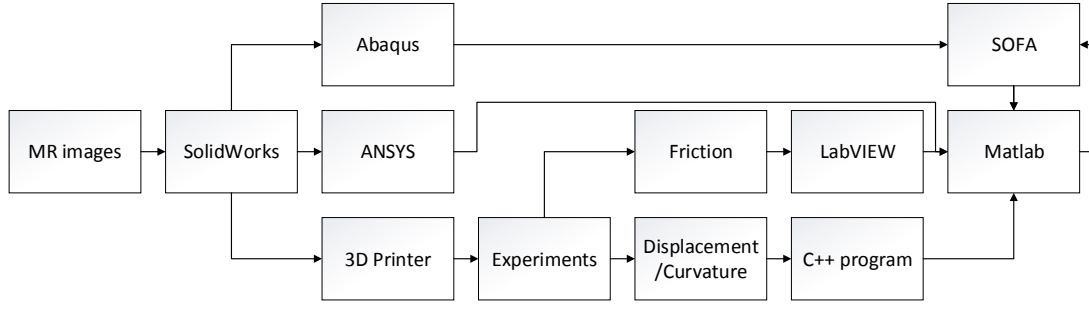 Abaqus
SOFA
MR images
SolidWorks
ANSYS
Friction
LabVIEW
Matlab
3D Printer
Experiments
Displacement
/Curvature
C++ program